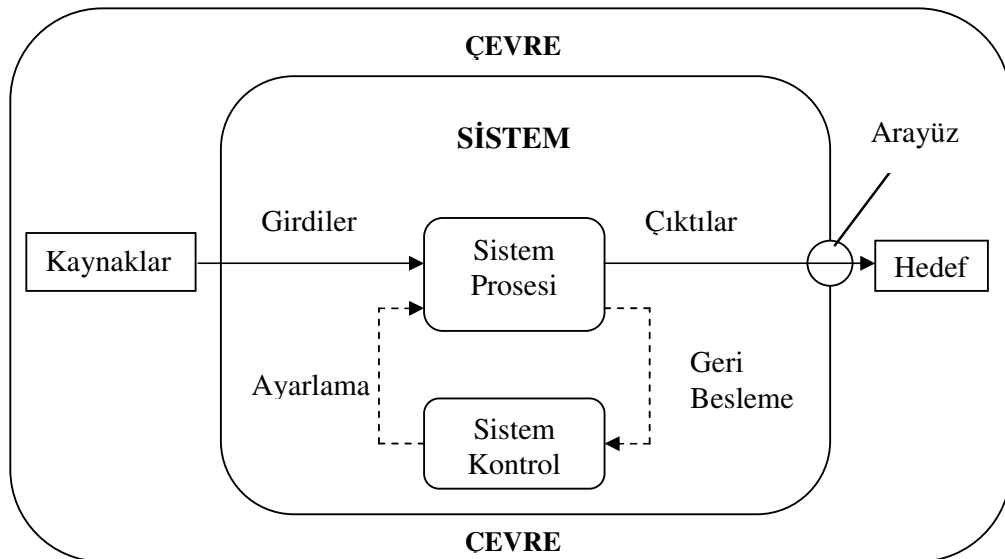 ÇEVRE
SİSTEM
Arayüz
Girdiler
Çıktılar
Kaynaklar
Sistem
Prosesi
Hedef
Ayarlama
Geri
Besleme
Sistem
Kontrol
ÇEVRE